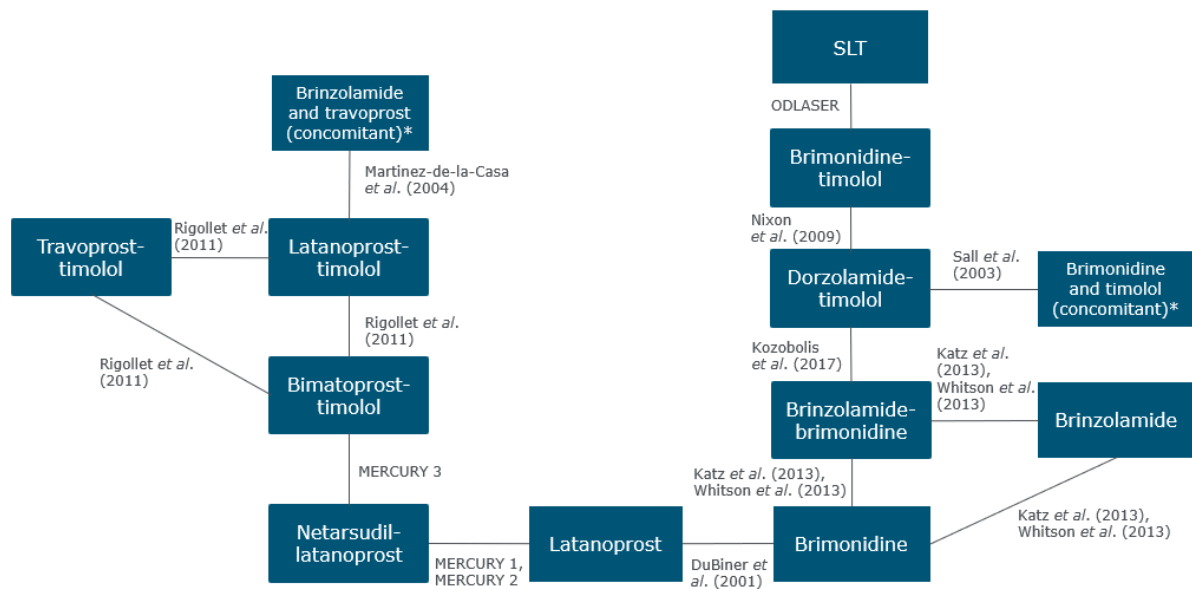 SLT
ODLASER
Brinzolamide
and travoprost
(concomitant)*
Brimonidine-
timolol
Martinez-de-la-Casa
et al. (2004)
Nixon
et al. (2009)
Travoprost-
timolol
Rigollet et al.
(2011)
Latanoprost-
timolol
Dorzolamide-
timolol
Sall et al.
(2003)
Brimonidine
and timolol
(concomitant)*
Rigollet et al.
(2011)
Rigollet et al.
(2011)
Kozobolis
et al. (2017)
Katz et al.
(2013),
Whitson et al.
(2013)
Bimatoprost-
timolol
Brinzolamide-
brimonidine
Brinzolamide
MERCURY 3
Katz et al. (2013),
Whitson et al. (2013)
Netarsudil-
latanoprost
MERCURY 1,
MERCURY 2
Latanoprost
DuBiner et
al. (2001)
Brimonidine
Katz et al. (2013),
Whitson et al. (2013)